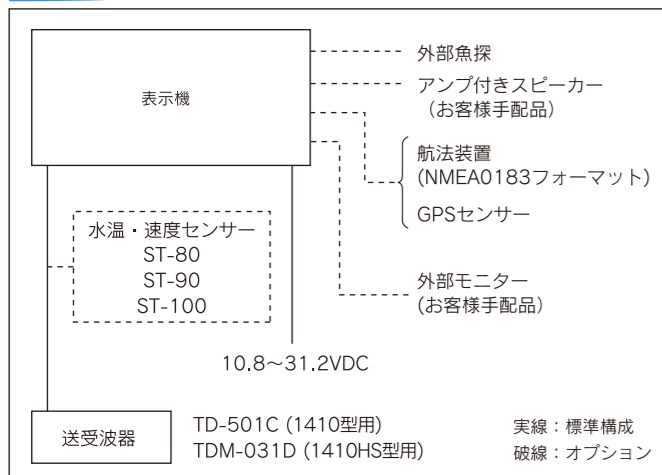 表示機
外部魚探
アンプ付きスピーカー
（お客様手配品）
航法装置
(NMEA0183フォーマット)
GPSセンサー
水温・速度センサー
ST-80
ST-90
ST-100
外部モニター
(お客様手配品）
10.8～31.2VDC
送受波器
TD-501C (1410型用)
TDM-031D (1410HS型用)
実線：標準構成
破線：オプション